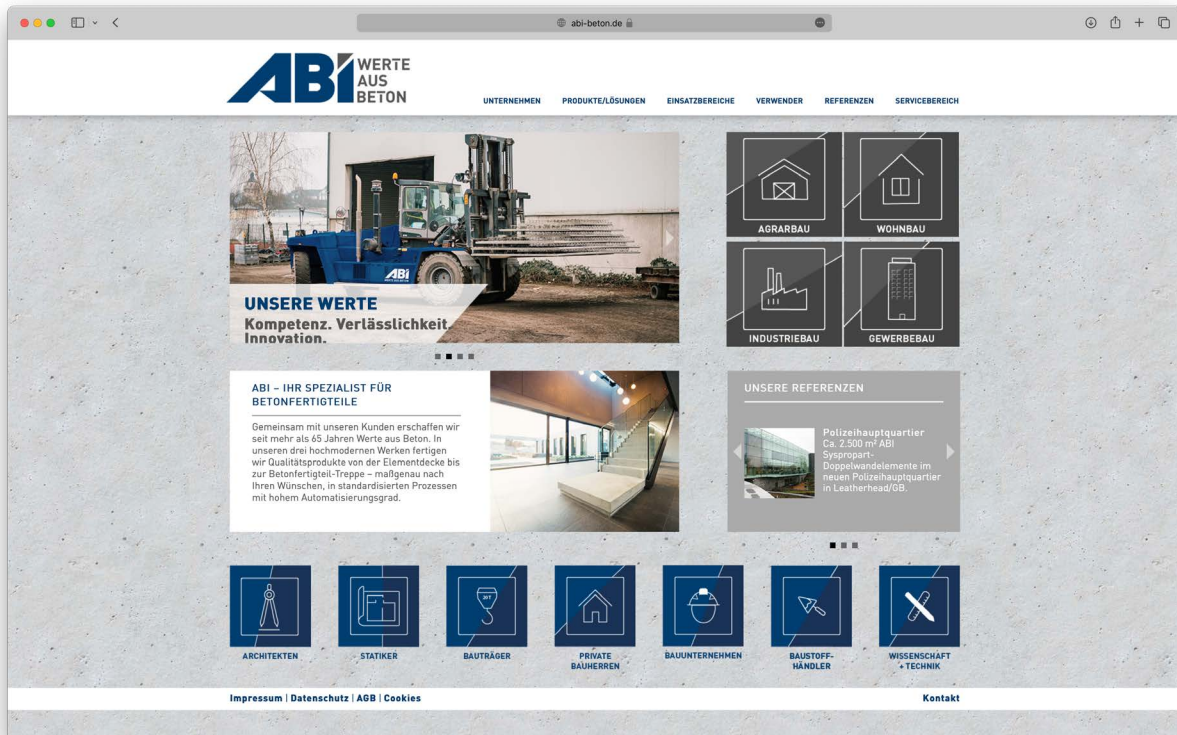 abi-beton.de
ABI
WERTE
AUS
BETON
UNTERNEHMEN PRODUKTE/LÖSUNGEN EINSATZBEREICHE VERWENDER REFERENZEN SERVICEBEREICH
ABI
UNSERE WERTE
Kompetenz. Verlässlichkeit.
Innovation.
AGRARBAU
WOHNBAU
INDUSTRIEBAU
GEWERBEBAU
ABI – IHR SPEZIALIST FÜR
BETONFERTIGTEILE
Gemeinsam mit unseren Kunden erschaffen wir
seit mehr als 65 Jahren Werte aus Beton. In
unseren drei hochmodernen Werken fertigen
wir Qualitätsprodukte von der Elementdecke bis
zur Betonfertigteil-Treppe – maßgenau nach
Ihren Wünschen, in standardisierten Prozessen
mit hohem Automatisierungsgrad.
UNSERE REFERENZEN
Polizeihauptquartier
Ca. 2.500 m² ABI
Syspropart-
Doppelwandelemente im
neuen Polizeihauptquartier
in Leatherhead/GB.
20T
ARCHITEKTEN
STATIKER
BAUTRÄGER
PRIVATE
BAUHERREN
BAUUNTERNEHMEN
BAUSTOFF-
HÄNDLER
WISSENSCHAFT
+ TECHNIK
Impressum | Datenschutz | AGB | Cookies
Kontakt